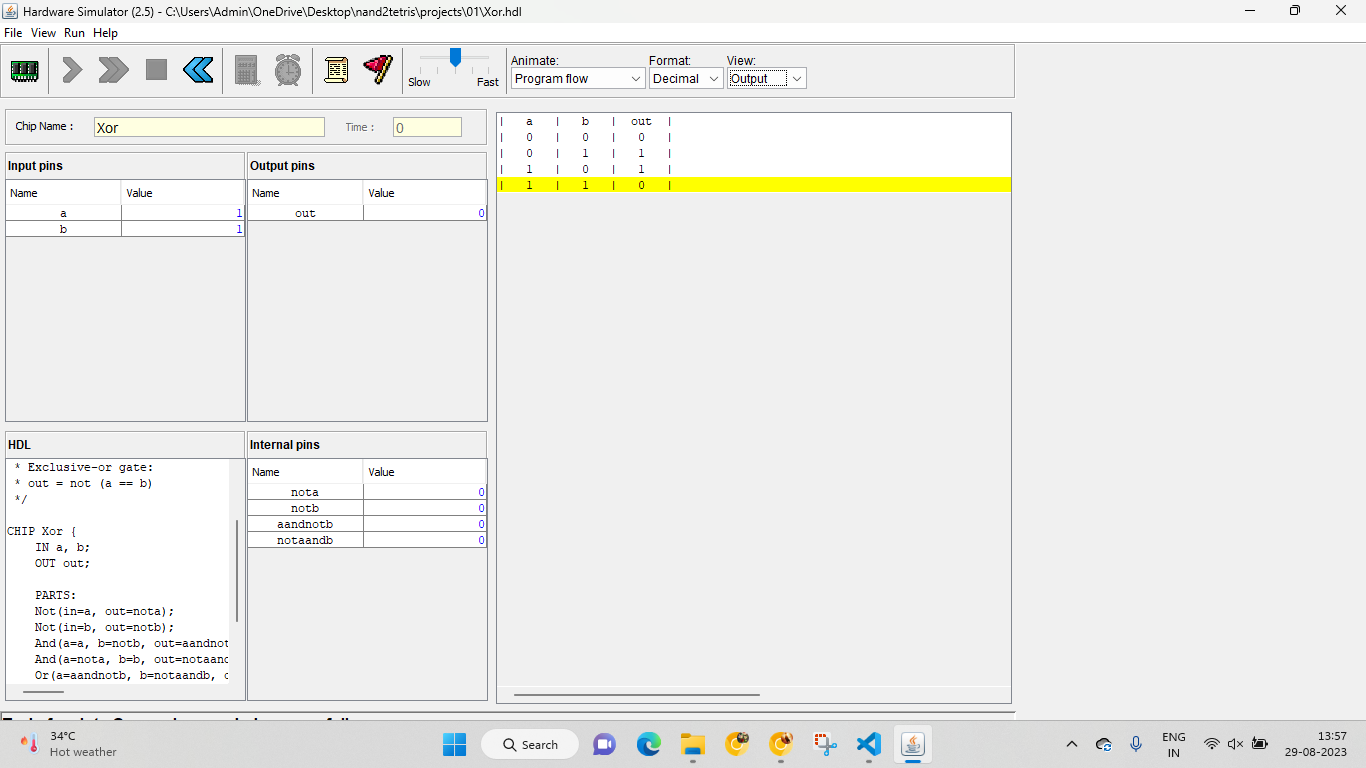 Hardware Simulator (2.5) - C:\Users\Admin\OneDrive\Desktop\nand2tetris\projects\01\Xor.hdl
File View Run Help
Slow Fast
Animate: Format: View:
Program flow Decimal Output
Chip Name : Xor Time : 0
Input pins
Name Value
a 1
b 1
Output pins
Name Value
out 0
| a | b | out |
| 0 | 0 | 0 |
| 0 | 1 | 1 |
| 1 | 0 | 1 |
| 1 | 1 | 0 |
HDL
* Exclusive-or gate:
* out = not (a == b)
*/
CHIP Xor {
IN a, b;
OUT out;
PARTS:
Not(in=a, out=nota);
Not(in=b, out=notb);
And(a=a, b=notb, out=aandnot
And(a=nota, b=b, out=notaand
Or(a=aandnotb, b=notaandb,
Internal pins
Name Value
nota 0
notb 0
aandnotb 0
notaandb 0
34°C
Hot weather
Search
ENG
IN
13:57
29-08-2023